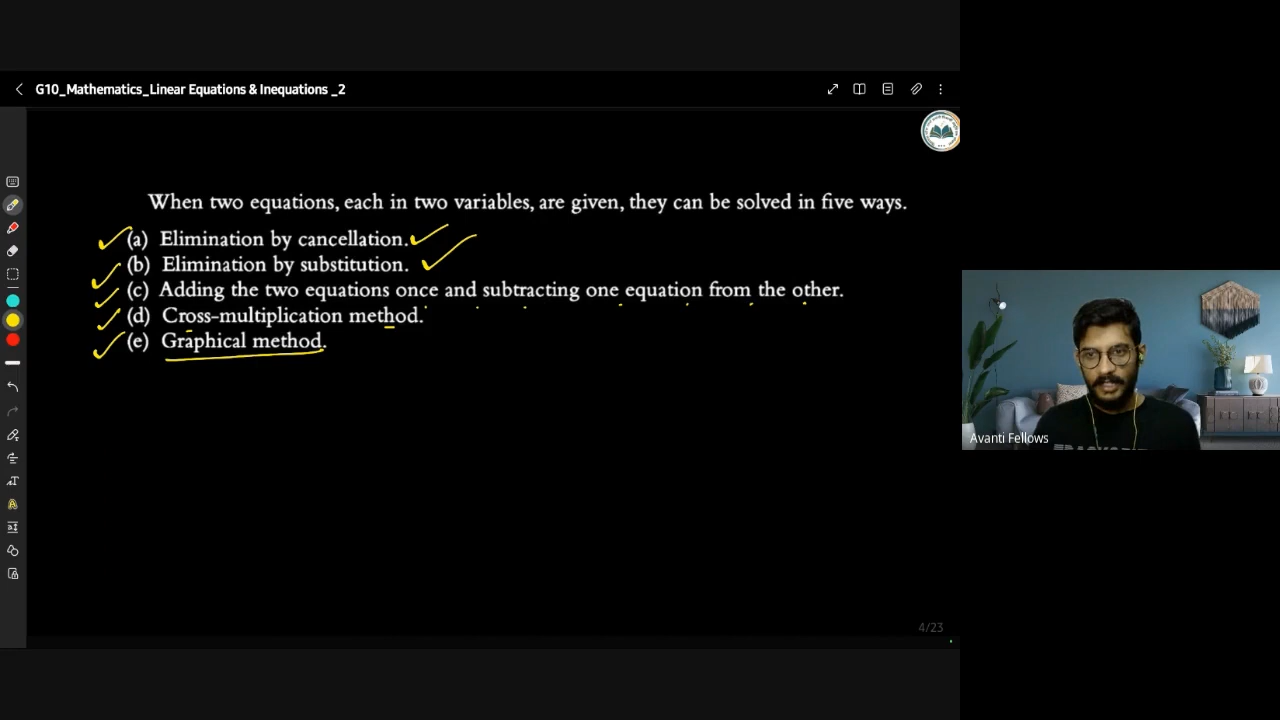 G10_Mathematics_Linear Equations & Inequations _2
When two equations, each in two variables, are given, they can be solved in five ways.
(a) Elimination by cancellation.
(b) Elimination by substitution.
(c) Adding the two equations once and subtracting one equation from the other.
(d) Cross-multiplication method.
(e) Graphical method.
4/23
Avanti Fellows